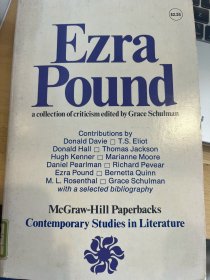 $2.25
Ezra
Pound
a collection of criticism edited by Grace Schulman
Contributions by
Donald Davie □ T.S. Eliot
Donald Hall □ Thomas Jackson
Hugh Kenner □ Marianne Moore
Daniel Pearlman □ Richard Pevear
Ezra Pound □ Bernetta Quinn
M. L. Rosenthal □ Grace Schulman
with a selected bibliography
McGraw-Hill Paperbacks
Contemporary Studies in Literature